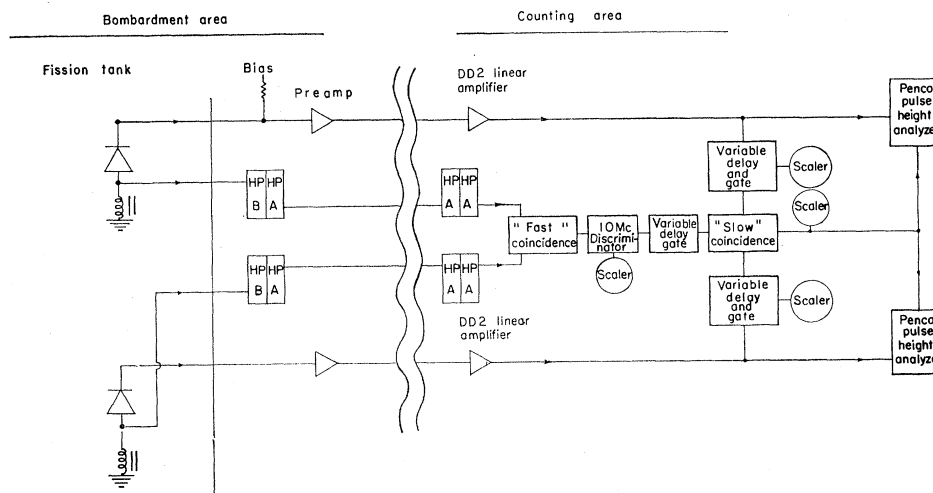 Bombardment area
Counting area
Fission tank
Bias
Preamp
DD2 linear
amplifier
Penco
pulse
height
analyze
Variable
delay
and
gate
Scaler
Scaler
HP HP
B A
HP HP
A A
"Fast"
coincidence
10Mc
Discrimi-
nator
Variable
delay
gate
"Slow"
coincidence
Scaler
HP HP
B A
HP HP
A A
Variable
delay
and
gate
Scaler
DD2 linear
amplifier
Penco
pulse
height
analyze